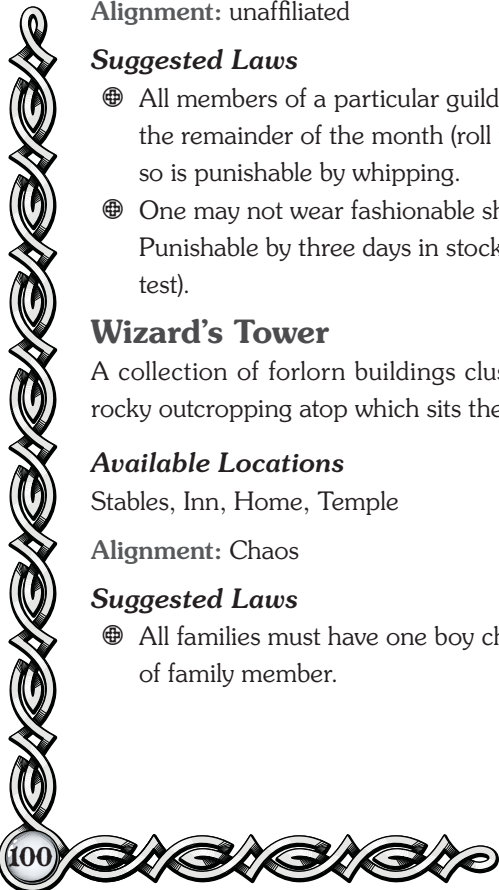 Alignment: unaffiliated
Suggested Laws
All members of a particular guild
the remainder of the month (roll
so is punishable by whipping.
One may not wear fashionable sh
Punishable by three days in stock
test).
Wizard's Tower
A collection of forlorn buildings clus
rocky outcropping atop which sits the
Available Locations
Stables, Inn, Home, Temple
Alignment: Chaos
Suggested Laws
All families must have one boy ch
of family member.
100